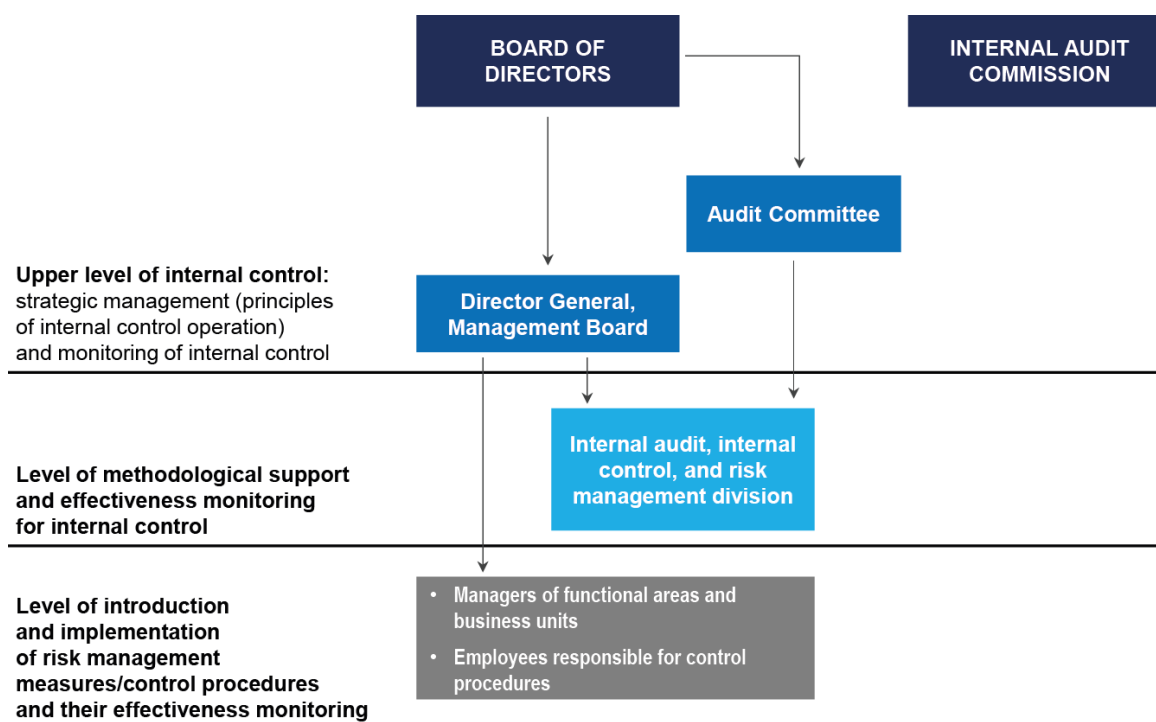 BOARD OF
DIRECTORS
INTERNAL AUDIT
COMMISSION
Audit Committee
Upper level of internal control:
strategic management (principles
of internal control operation)
and monitoring of internal control
Director General,
Management Board
Level of methodological support
and effectiveness monitoring
for internal control
Internal audit, internal
control, and risk
management division
Level of introduction
and implementation
of risk management
measures/control procedures
and their effectiveness monitoring
• Managers of functional areas and
business units
• Employees responsible for control
procedures